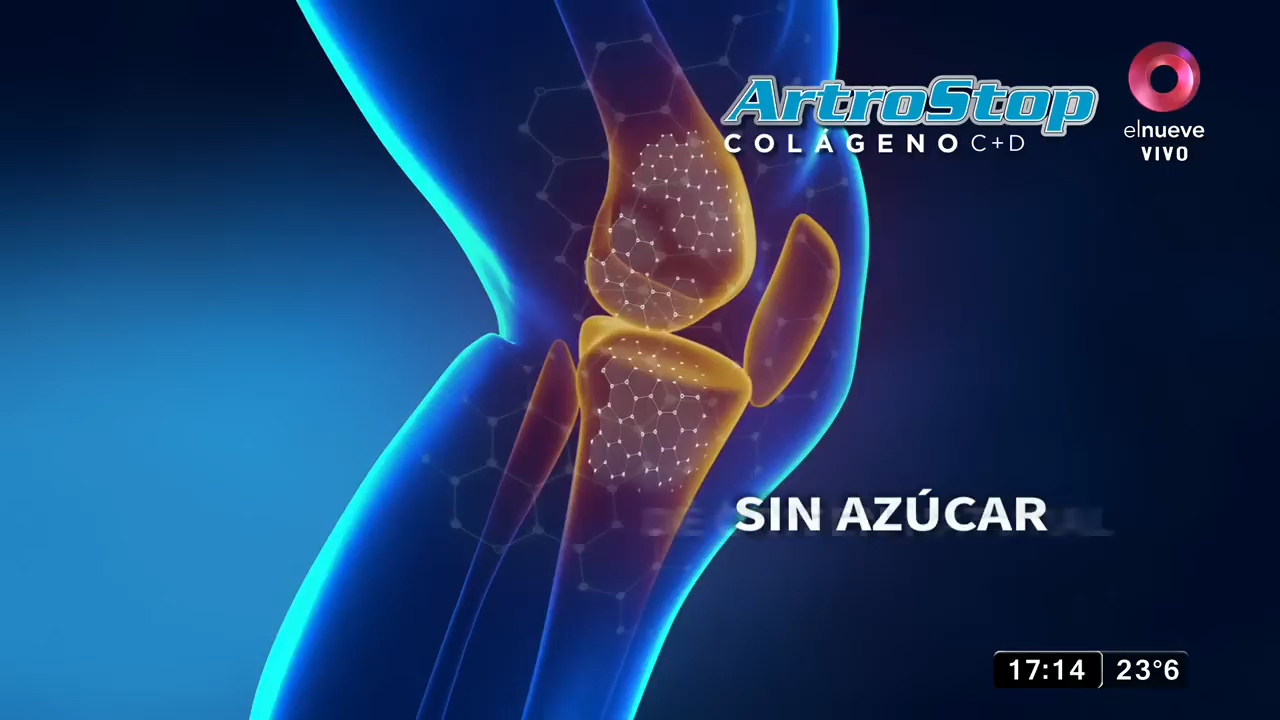 ArtroStop
COLÁGENO C+D
elnueve
VIVO
SIN AZÚCAR
17:14 23°6